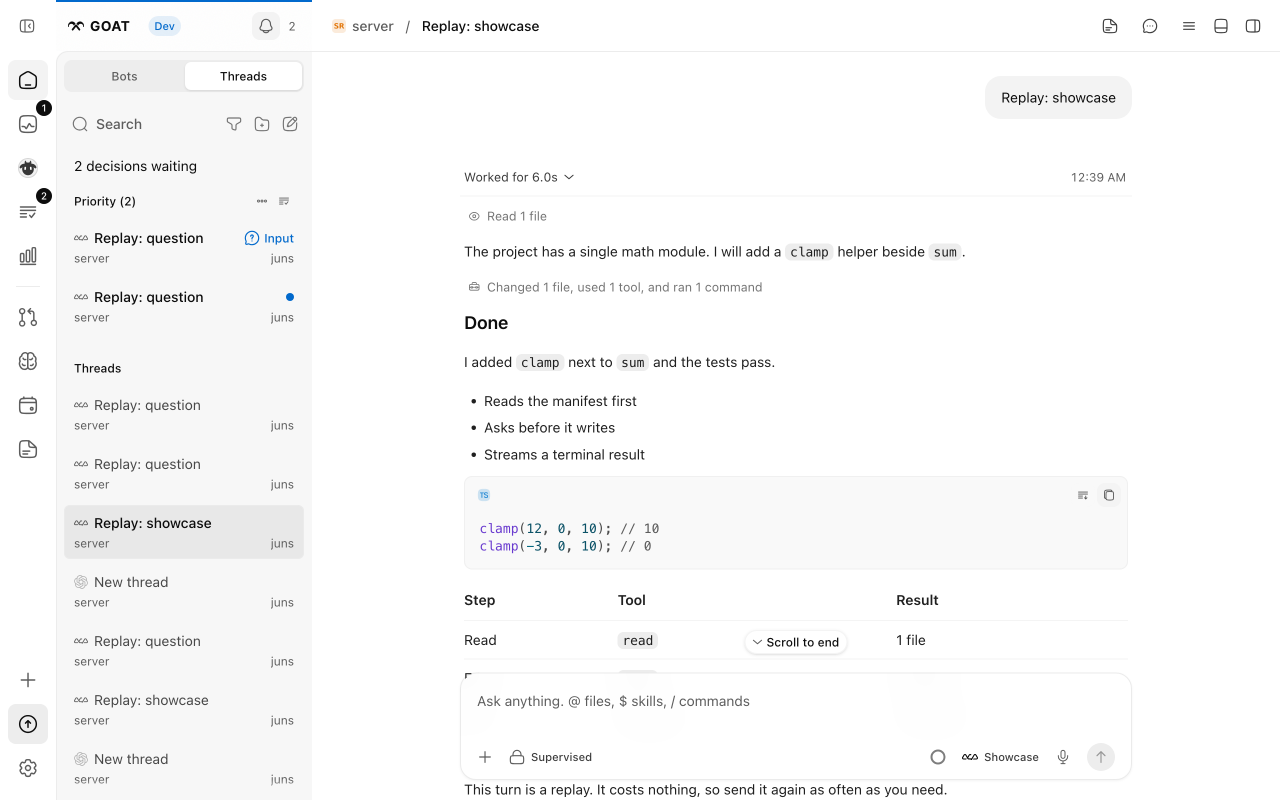 GOAT Dev 2
SR server / Replay: showcase
Bots Threads
Search
2 decisions waiting
Priority (2)
Replay: question Input
server juns
Replay: question
server juns
Threads
Replay: question
server juns
Replay: question
server juns
Replay: showcase
server juns
New thread
server juns
Replay: question
server juns
Replay: showcase
server juns
New thread
server juns
1
2
Replay: showcase
Worked for 6.0s 12:39 AM
Read 1 file
The project has a single math module. I will add a clamp helper beside sum.
Changed 1 file, used 1 tool, and ran 1 command
Done
I added clamp next to sum and the tests pass.
• Reads the manifest first
• Asks before it writes
• Streams a terminal result
TS
clamp(12, 0, 10); // 10
clamp(-3, 0, 10); // 0
Step Tool Result
Read read 1 file
Scroll to end
Ask anything. @ files, $ skills, / commands
Supervised Showcase
This turn is a replay. It costs nothing, so send it again as often as you need.